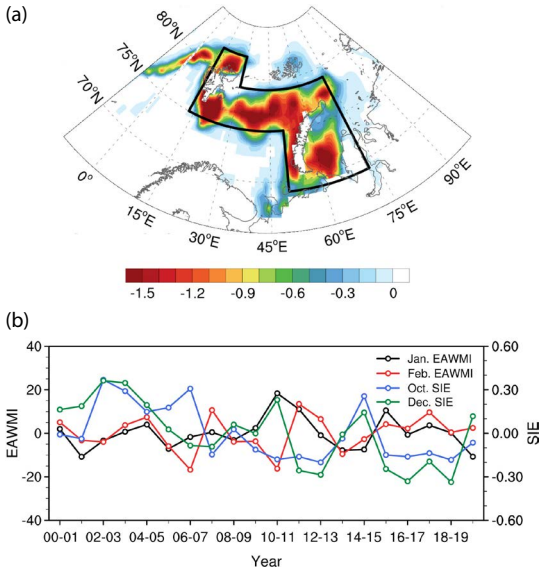 (a)
80°N
75°N
70°N
0°
15°E
30°E
45°E
60°E
75°E
90°E
-1.5 -1.2 -0.9 -0.6 -0.3 0
(b)
40 0.60
Jan. EAWMI
Feb. EAWMI
Oct. SIE
Dec. SIE
20 0.30
EAWMI 0 0.00 SIE
-20 -0.30
-40 -0.60
00-01 02-03 04-05 06-07 08-09 10-11 12-13 14-15 16-17 18-19
Year